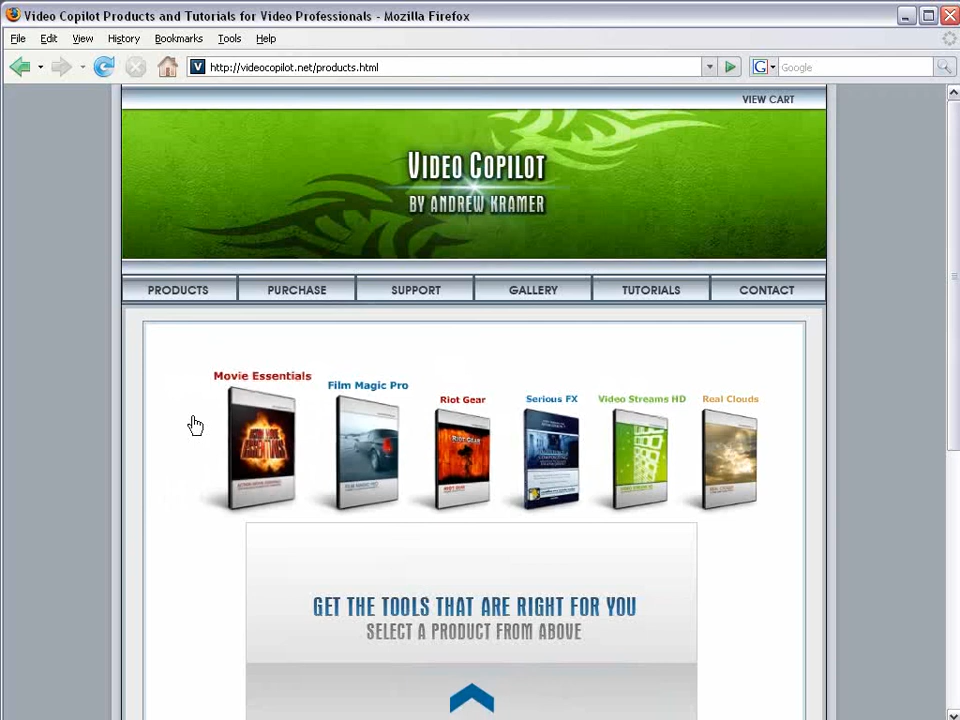 Video Copilot Products and Tutorials for Video Professionals - Mozilla Firefox
File Edit View History Bookmarks Tools Help
http://videocopilot.net/products.html
G Google
VIEW CART
VIDEO COPILOT
BY ANDREW KRAMER
PRODUCTS PURCHASE SUPPORT GALLERY TUTORIALS CONTACT
Movie Essentials Film Magic Pro Riot Gear Serious FX Video Streams HD Real Clouds
RIOT GEAR
GET THE TOOLS THAT ARE RIGHT FOR YOU
SELECT A PRODUCT FROM ABOVE